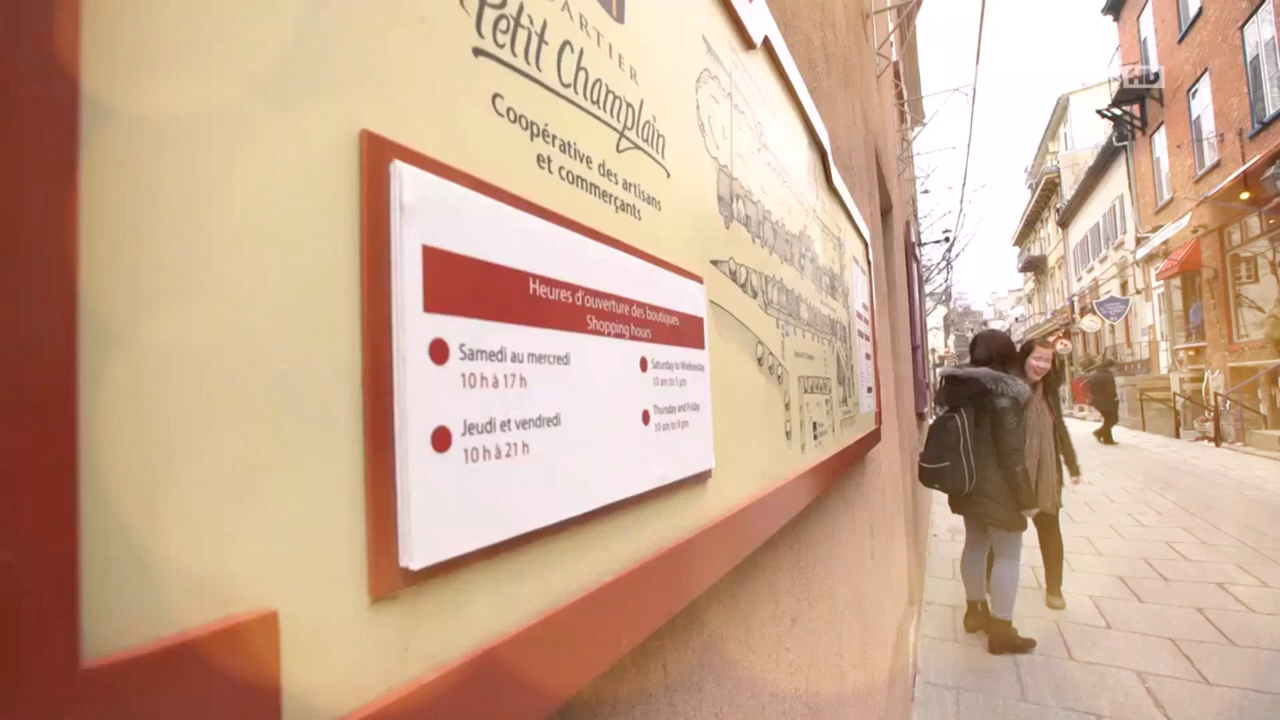 QUARTIER
Petit Champlain
Coopérative des artisans
et commerçants
Heures d'ouverture des boutiques
Shopping hours
Samedi au mercredi
10 h à 17 h
Jeudi et vendredi
10 h à 21 h
Saturday to Wednesday
10 am to 5 pm
Thursday and Friday
10 am to 9 pm
HD